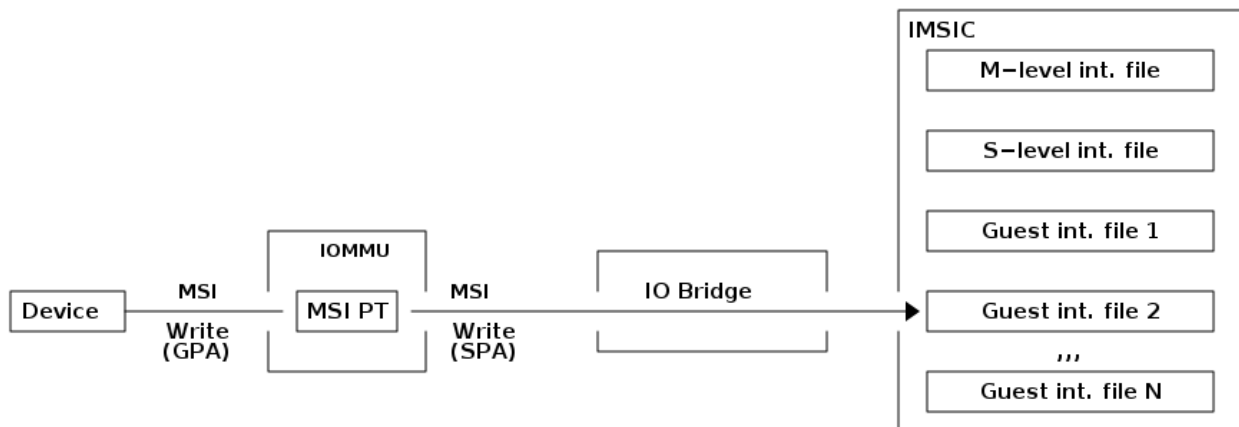 IMSIC
M−level int. file
S−level int. file
Guest int. file 1
IOMMU
Device
MSI
Write
(GPA)
MSI PT
MSI
Write
(SPA)
IO Bridge
Guest int. file 2
,,,
Guest int. file N